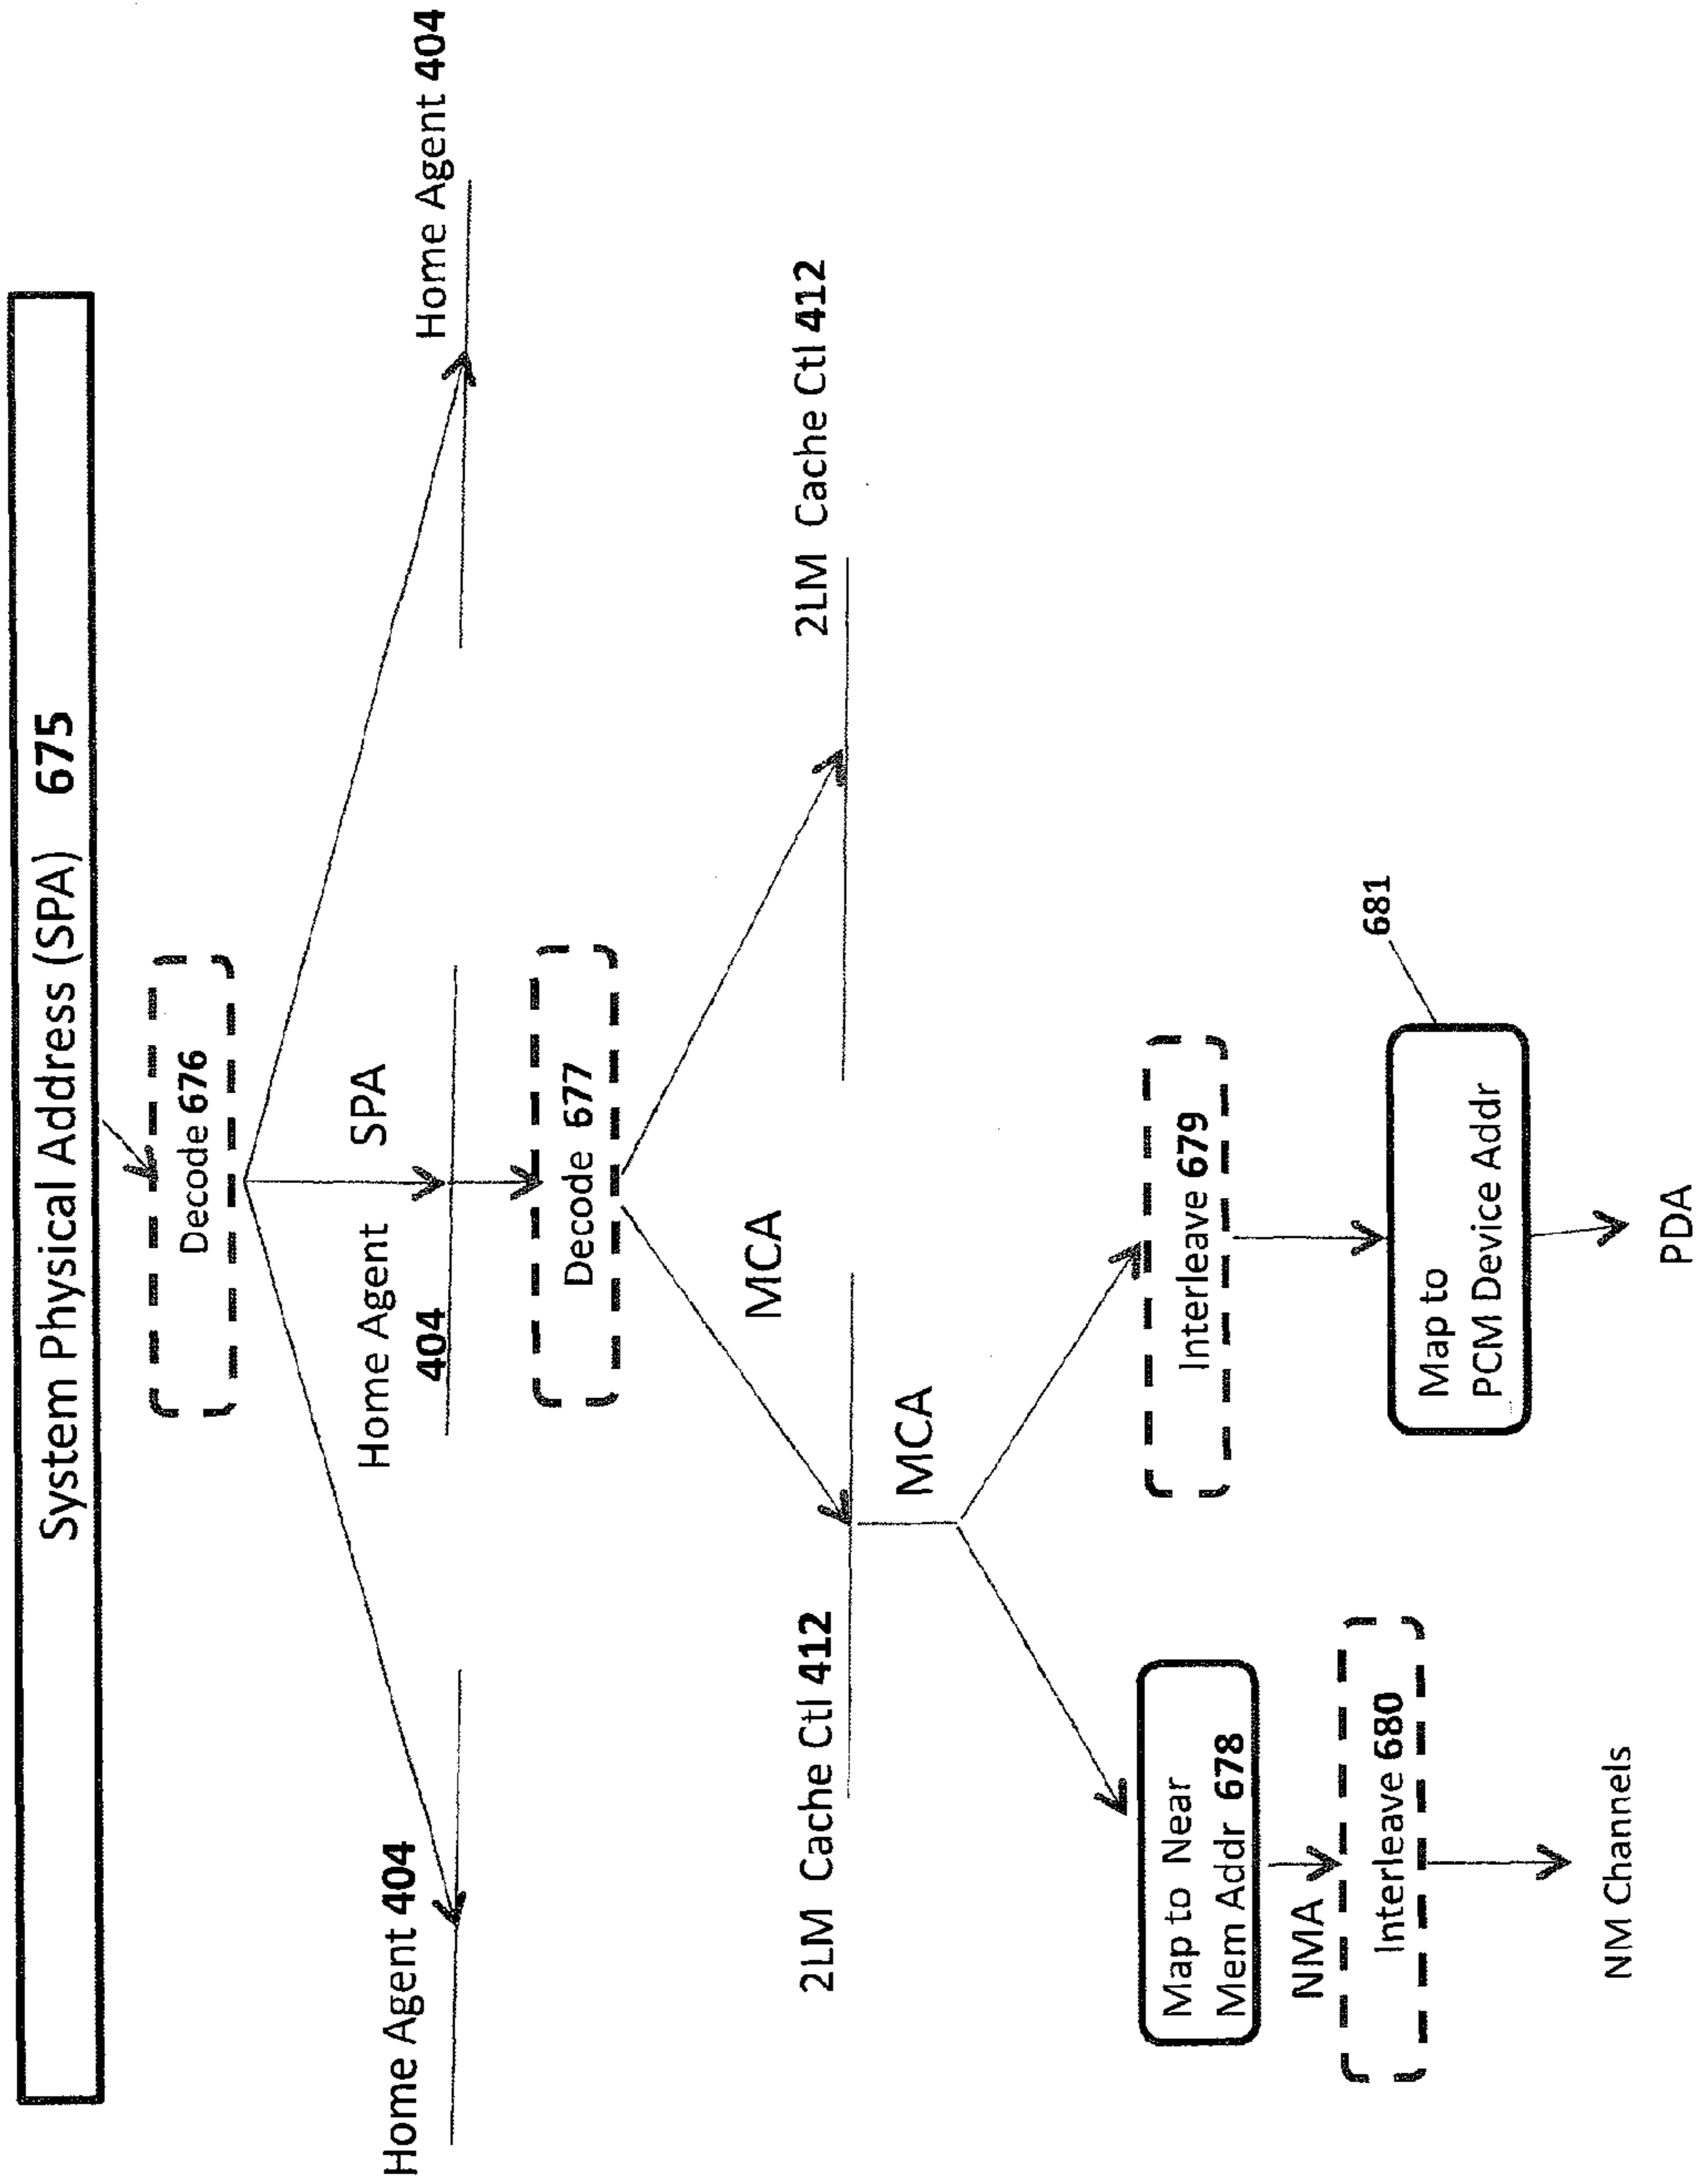 System Physical Address (SPA) 675
Decode 676
Home Agent 404
Home Agent
404
SPA
Home Agent 404
Decode 677
MCA
2LM Cache Ctl 412
2LM Cache Ctl 412
MCA
Map to Near
Mem Addr 678
Interleave 679
NMA
Interleave 680
681
Map to
PCM Device Addr
NM Channels
PDA